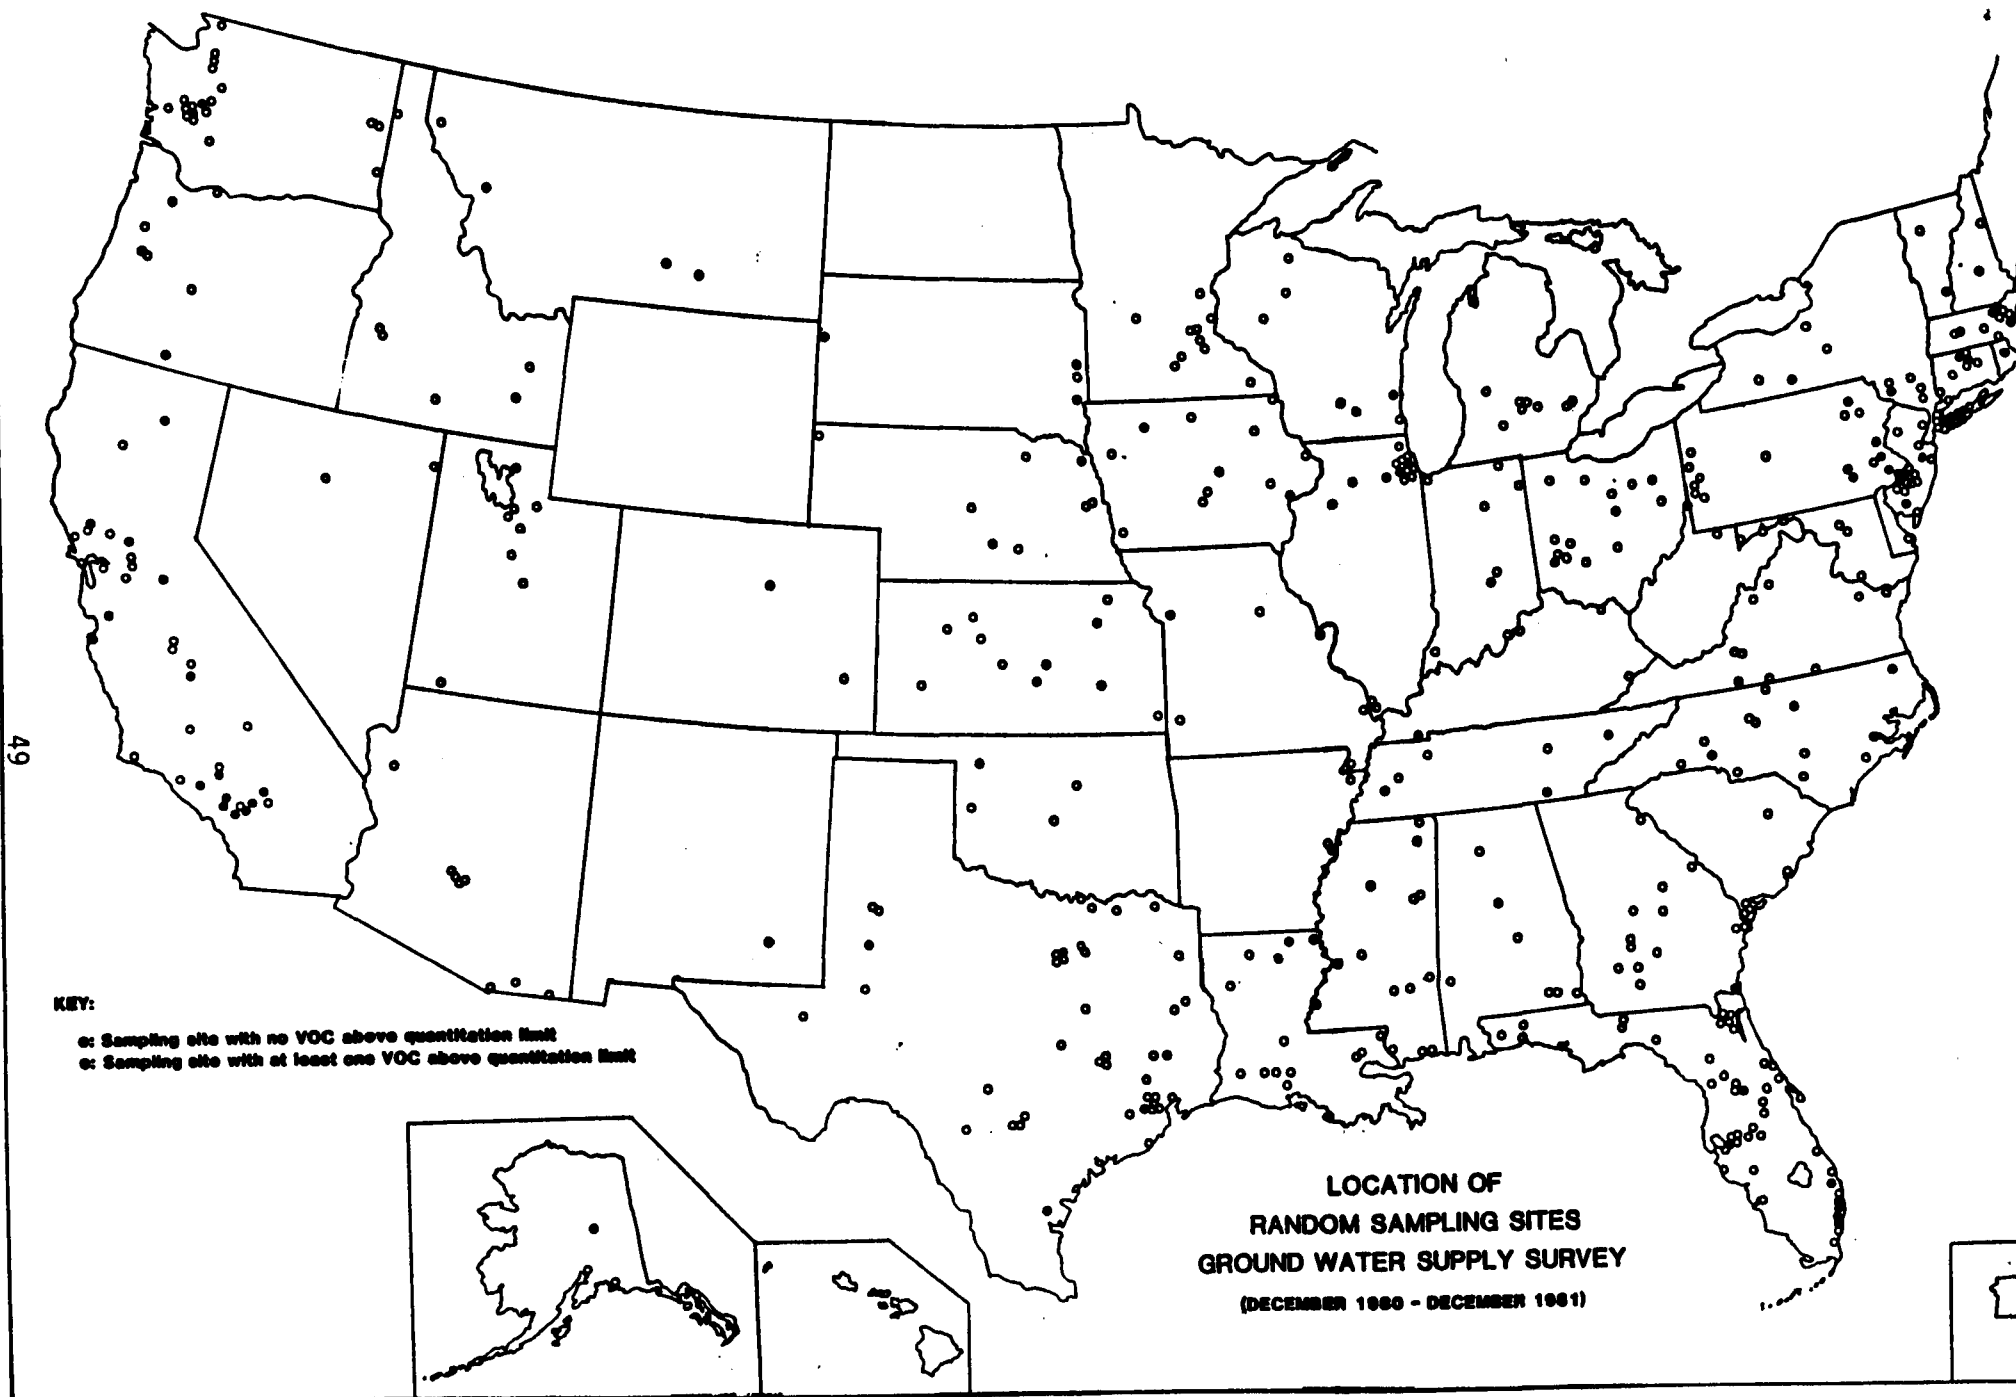 49
KEY:
o: Sampling site with no VOC above quantitation limit
o: Sampling site with at least one VOC above quantitation limit
LOCATION OF
RANDOM SAMPLING SITES
GROUND WATER SUPPLY SURVEY
(DECEMBER 1980 - DECEMBER 1981)